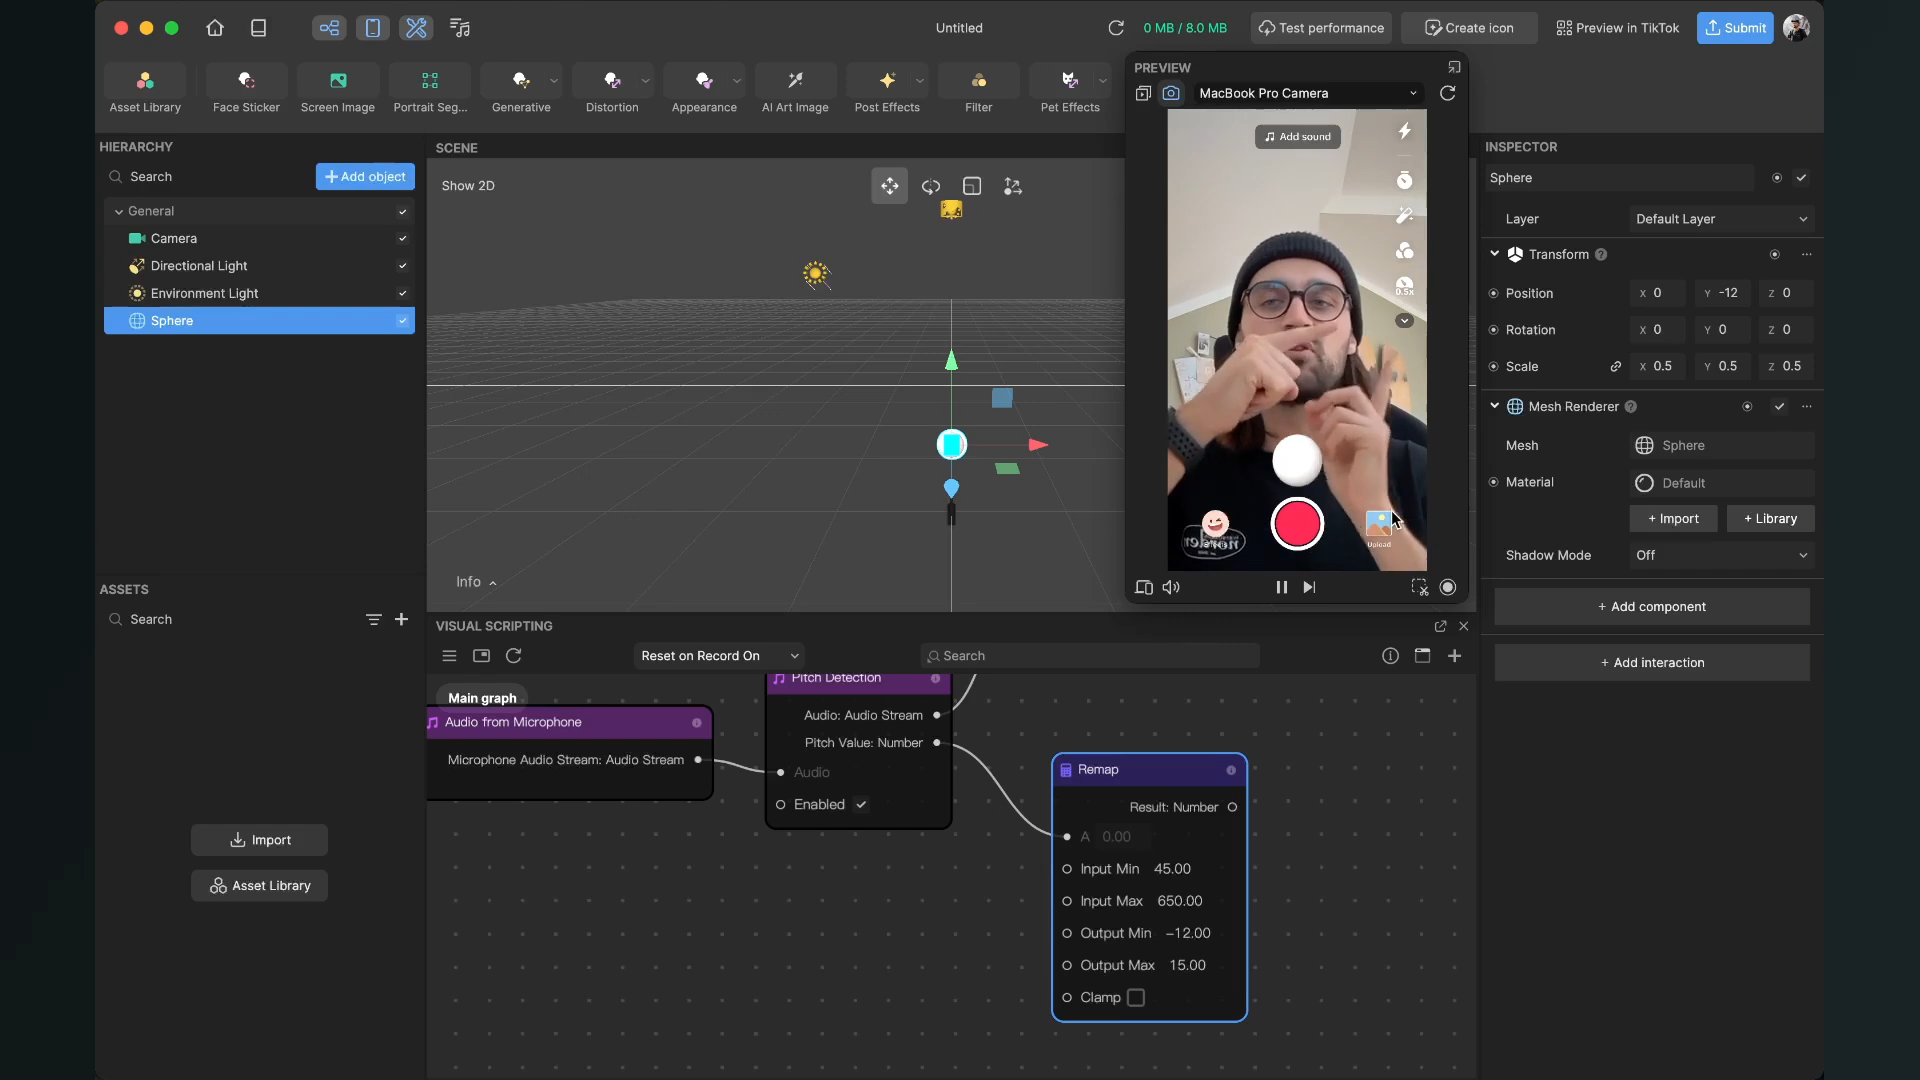 Untitled
0 MB / 8.0 MB
Test performance
Create icon
Preview in TikTok
Submit
Asset Library
Face Sticker
Screen Image
Portrait Seg...
Generative
Distortion
Appearance
AI Art Image
Post Effects
Filter
Pet Effects
HIERARCHY
Search
+ Add object
General
Camera
Directional Light
Environment Light
Sphere
ASSETS
Search
Import
Asset Library
SCENE
Show 2D
Info
PREVIEW
MacBook Pro Camera
Add sound
0.5x
Upload
VISUAL SCRIPTING
Reset on Record On
Search
Main graph
Audio from Microphone
Microphone Audio Stream: Audio Stream
Pitch Detection
Audio: Audio Stream
Pitch Value: Number
Audio
Enabled
Remap
Result: Number
A 0.00
Input Min 45.00
Input Max 650.00
Output Min -12.00
Output Max 15.00
Clamp
INSPECTOR
Sphere
Layer Default Layer
Transform
Position X 0 Y -12 Z 0
Rotation X 0 Y 0 Z 0
Scale X 0.5 Y 0.5 Z 0.5
Mesh Renderer
Mesh Sphere
Material Default
+ Import + Library
Shadow Mode Off
+ Add component
+ Add interaction